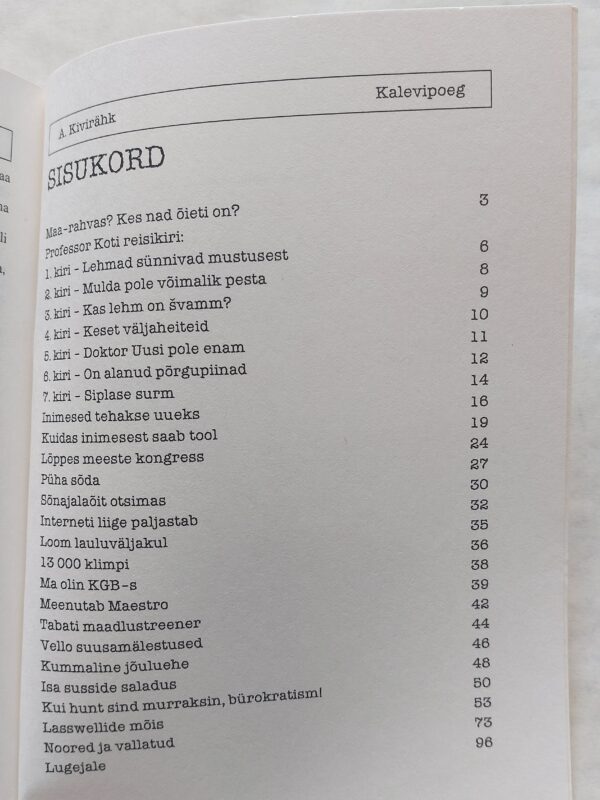 A. Kivirähk Kalevipoeg
SISUKORD
Maa-rahvas? Kes nad õieti on? 3
Professor Koti reisikiri:
1. kiri - Lehmad sünnivad mustusest 6
2. kiri - Mulda pole võimalik pesta 8
3. kiri - Kas lehm on švamm? 9
4. kiri - Keset väljaheiteid 10
5. kiri - Doktor Uusi pole enam 11
6. kiri - On alanud põrgupiinad 12
7. kiri - Siplase surm 14
Inimesed tehakse uueks 16
Kuidas inimesest saab tool 19
Lõppes meeste kongress 24
Püha sõda 27
Sõnajalaõit otsimas 30
Interneti liige paljastab 32
Loom lauluväljakul 35
13 000 klimpi 36
Ma olin KGB-s 38
Meenutab Maestro 39
Tabati maadlustreener 42
Vello suusamälestused 44
Kummaline jõuluehe 46
Isa susside saladus 48
Kui hunt sind murraksin, bürokratism! 50
Lasswellide mõis 53
Noored ja vallatud 73
Lugejale 96